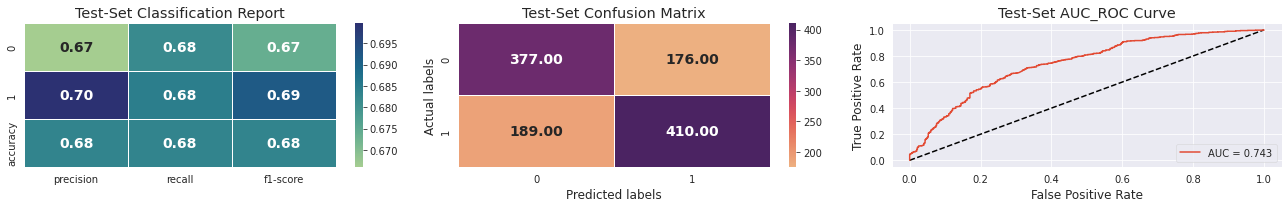 Test-Set Classification Report
0
0.67 0.68 0.67
1
0.70 0.68 0.69
accuracy
0.68 0.68 0.68
precision recall f1-score
0.695
0.690
0.685
0.680
0.675
0.670
Test-Set Confusion Matrix
Actual labels
0
377.00 176.00
1
189.00 410.00
0 1
Predicted labels
400
350
300
250
200
Test-Set AUC_ROC Curve
True Positive Rate
1.0
0.8
0.6
0.4
0.2
0.0
AUC = 0.743
0.0 0.2 0.4 0.6 0.8 1.0
False Positive Rate